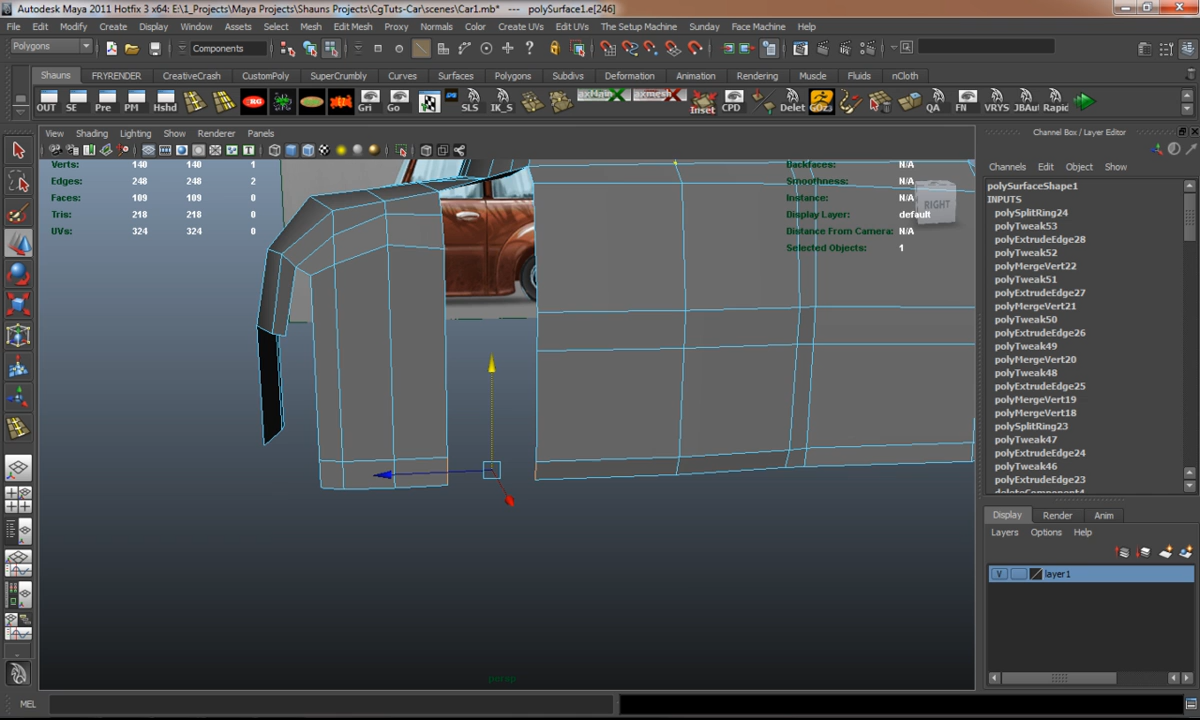 Autodesk Maya 2011 Hotfix 3 x64: E:\1_Projects\Maya Projects\Shauns Projects\CgTuts-Car\scenes\Car1.mb* --- polySurface1.e[246]
File Edit Modify Create Display Window Assets Select Mesh Edit Mesh Proxy Normals Color Create UVs Edit UVs The Setup Machine Sunday Face Machine Help
Polygons Components
Shauns FRYRENDER CreativeCrash CustomPoly SuperCrumbly Curves Surfaces Polygons Subdivs Deformation Animation Rendering Muscle Fluids nCloth
OUT SE Pre PM Hshd Gri Go SLS IK_S Inset CPD Delet GOz3 QA FN VRYS JBAut Rapic
View Shading Lighting Show Renderer Panels
Channel Box / Layer Editor
Channels Edit Object Show
Verts: 140 140 1
Edges: 248 248 2
Faces: 109 109 0
Tris: 218 218 0
UVs: 324 324 0
Backfaces: N/A
Smoothness: N/A
Instance: N/A
Display Layer: default
Distance From Camera: N/A
Selected Objects: 1
RIGHT
persp
polySurfaceShape1
INPUTS
polySplitRing24
polyTweak53
polyExtrudeEdge28
polyTweak52
polyMergeVert22
polyTweak51
polyExtrudeEdge27
polyMergeVert21
polyTweak50
polyExtrudeEdge26
polyTweak49
polyMergeVert20
polyTweak48
polyExtrudeEdge25
polyMergeVert19
polyMergeVert18
polySplitRing23
polyTweak47
polyExtrudeEdge24
polyTweak46
polyExtrudeEdge23
deleteComponent4
Display Render Anim
Layers Options Help
V layer1
MEL